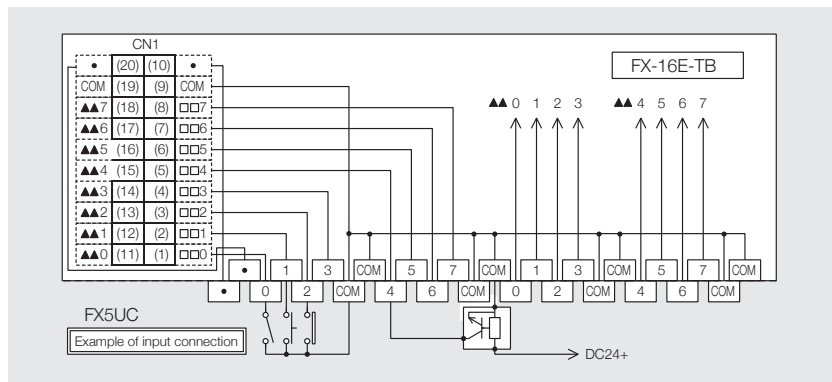 CN1
• (20) (10) •
COM (19) (9) COM
▲▲7 (18) (8) □□7
▲▲6 (17) (7) □□6
▲▲5 (16) (6) □□5
▲▲4 (15) (5) □□4
▲▲3 (14) (4) □□3
▲▲2 (13) (3) □□2
▲▲1 (12) (2) □□1
▲▲0 (11) (1) □□0
FX-16E-TB
▲▲ 0 1 2 3 ▲▲ 4 5 6 7
• 1 3 COM 5 7 COM 1 3 COM 5 7 COM
• 0 2 COM 4 6 COM 0 2 COM 4 6 COM
FX5UC
Example of input connection
DC24+